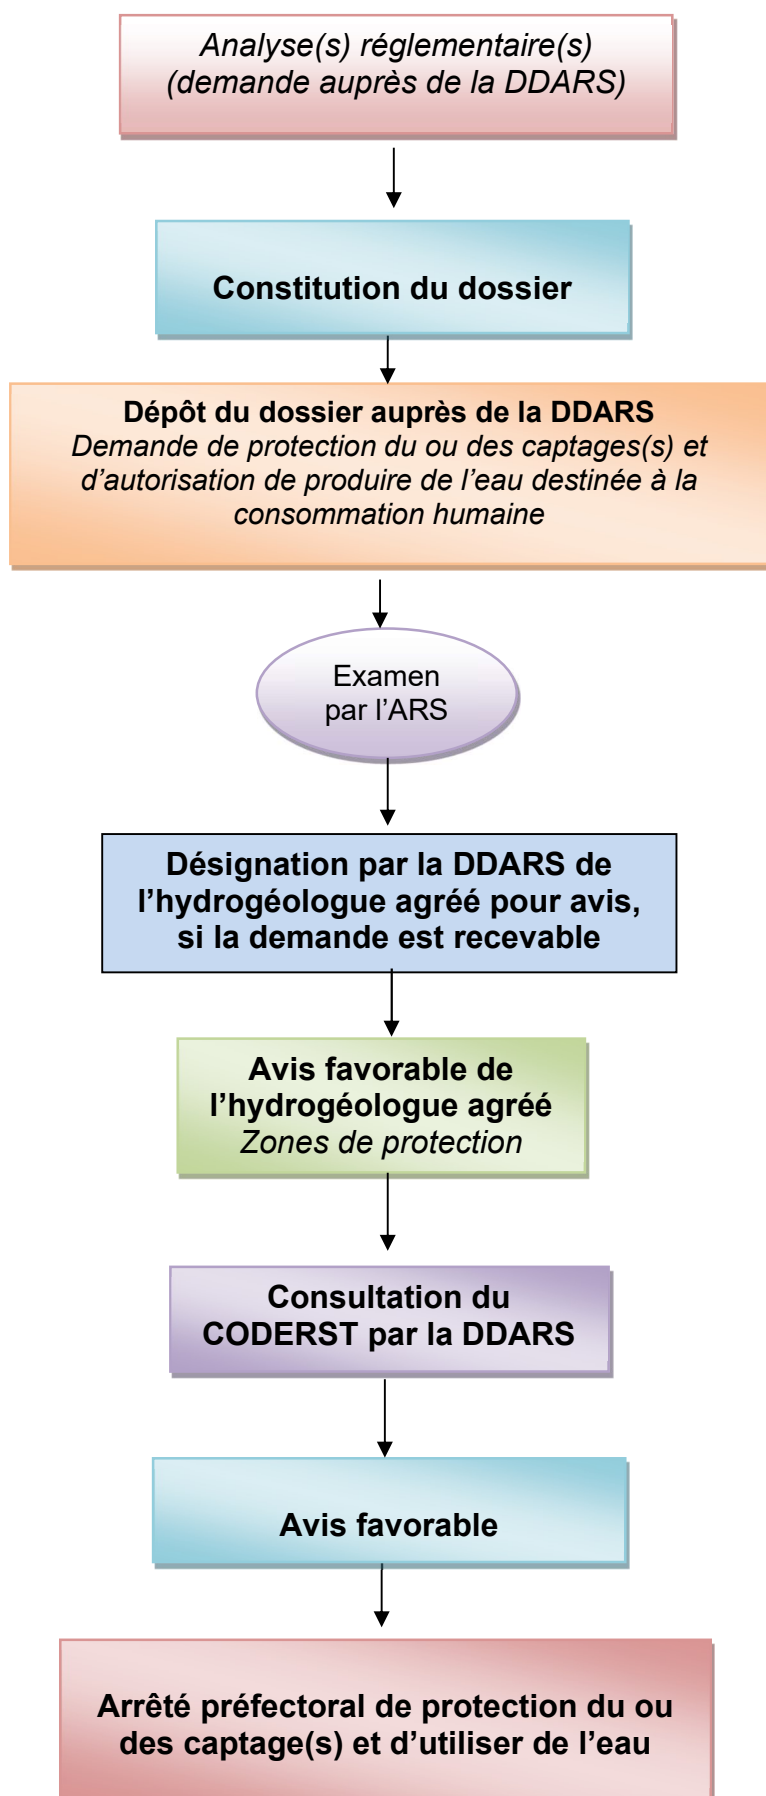 Analyse(s) réglementaire(s)
(demande auprès de la DDARS)
Constitution du dossier
Dépôt du dossier auprès de la DDARS
Demande de protection du ou des captages(s) et
d’autorisation de produire de l’eau destinée à la
consommation humaine
Examen
par l’ARS
Désignation par la DDARS de
l’hydrogéologue agréé pour avis,
si la demande est recevable
Avis favorable de
l’hydrogéologue agréé
Zones de protection
Consultation du
CODERST par la DDARS
Avis favorable
Arrêté préfectoral de protection du ou
des captage(s) et d’utiliser de l’eau